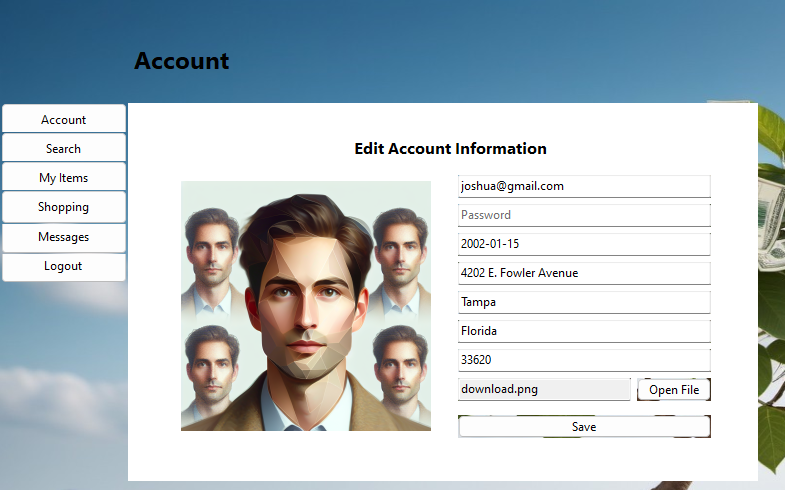 Account
Account
Search
My Items
Shopping
Messages
Logout
Edit Account Information
joshua@gmail.com
Password
2002-01-15
4202 E. Fowler Avenue
Tampa
Florida
33620
download.png
Open File
Save